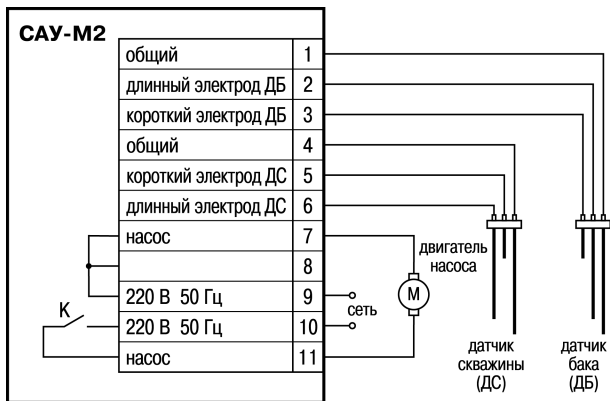 САУ-М2
общий 1
длинный электрод ДБ 2
короткий электрод ДБ 3
общий 4
короткий электрод ДС 5
длинный электрод ДС 6
насос 7
8
220 В 50 Гц 9
220 В 50 Гц 10
насос 11
К
сеть
двигатель
насоса
М
датчик
скважины
(ДС)
датчик
бака
(ДБ)